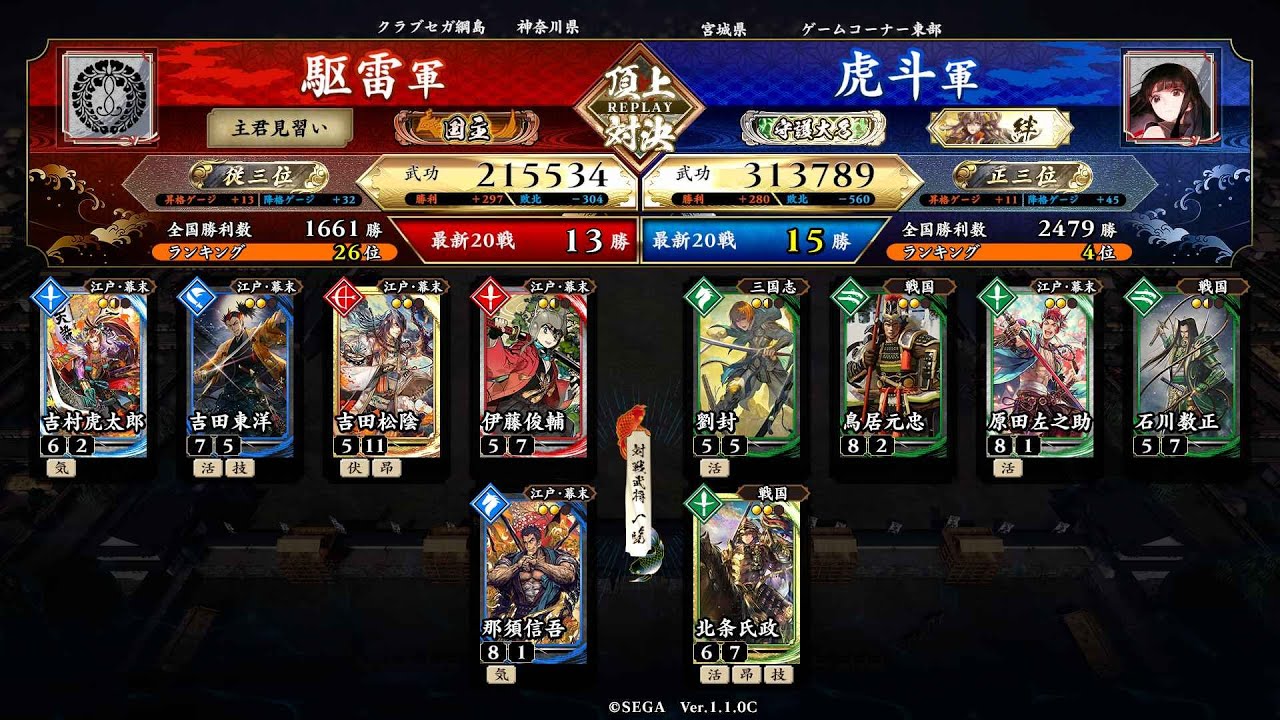 クラブセガ綱島 神奈川県
宮城県 ゲームコーナー東部
駆雷軍
頂上
REPLAY
対決
虎斗軍
主君見習い
国主
守護大名
絆
従三位
武功 215534
武功 313789
正三位
昇格ゲージ +13 降格ゲージ +32
勝利 +297 敗北 -304
勝利 +280 敗北 -560
昇格ゲージ +11 降格ゲージ +45
全国勝利数 1661勝
最新20戦 13勝
最新20戦 15勝
全国勝利数 2479勝
ランキング 26位
ランキング 4位
江戸・幕末
江戸・幕末
江戸・幕末
江戸・幕末
三国志
戦国
江戸・幕末
戦国
吉村虎太郎
吉田東洋
吉田松陰
伊藤俊輔
劉封
鳥居元忠
原田左之助
石川数正
6 2
7 5
5 11
5 7
5 5
8 2
8 1
5 7
気
活 技
伏 昂
活
活
対戦武将一覧
江戸・幕末
戦国
那須信吾
北条氏政
8 1
6 7
気
活 昂 技
©SEGA Ver.1.1.0C